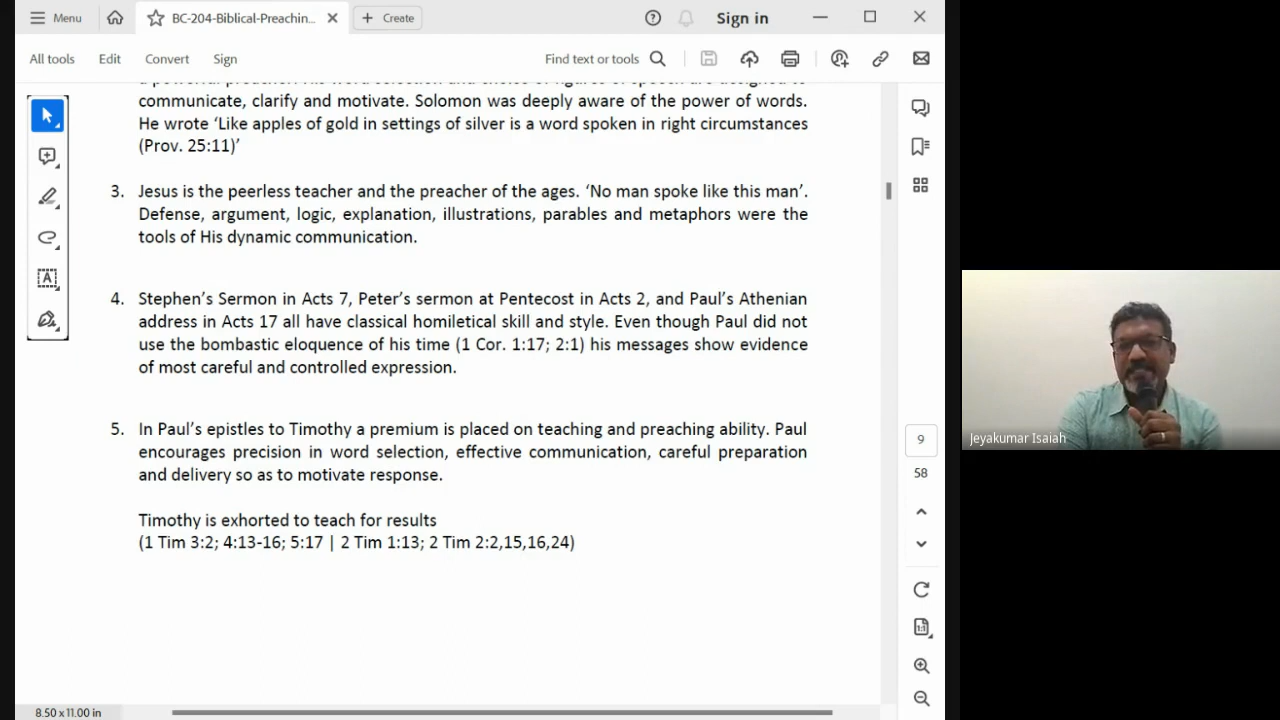 Menu
BC-204-Biblical-Preachin...
Create
Sign in
All tools
Edit
Convert
Sign
Find text or tools
communicate, clarify and motivate. Solomon was deeply aware of the power of words.
He wrote ‘Like apples of gold in settings of silver is a word spoken in right circumstances
(Prov. 25:11)’
3. Jesus is the peerless teacher and the preacher of the ages. ‘No man spoke like this man’.
Defense, argument, logic, explanation, illustrations, parables and metaphors were the
tools of His dynamic communication.
4. Stephen’s Sermon in Acts 7, Peter’s sermon at Pentecost in Acts 2, and Paul’s Athenian
address in Acts 17 all have classical homiletical skill and style. Even though Paul did not
use the bombastic eloquence of his time (1 Cor. 1:17; 2:1) his messages show evidence
of most careful and controlled expression.
5. In Paul’s epistles to Timothy a premium is placed on teaching and preaching ability. Paul
encourages precision in word selection, effective communication, careful preparation
and delivery so as to motivate response.
Timothy is exhorted to teach for results
(1 Tim 3:2; 4:13-16; 5:17 | 2 Tim 1:13; 2 Tim 2:2,15,16,24)
9
58
1:1
8.50 x 11.00 in
Jeyakumar Isaiah